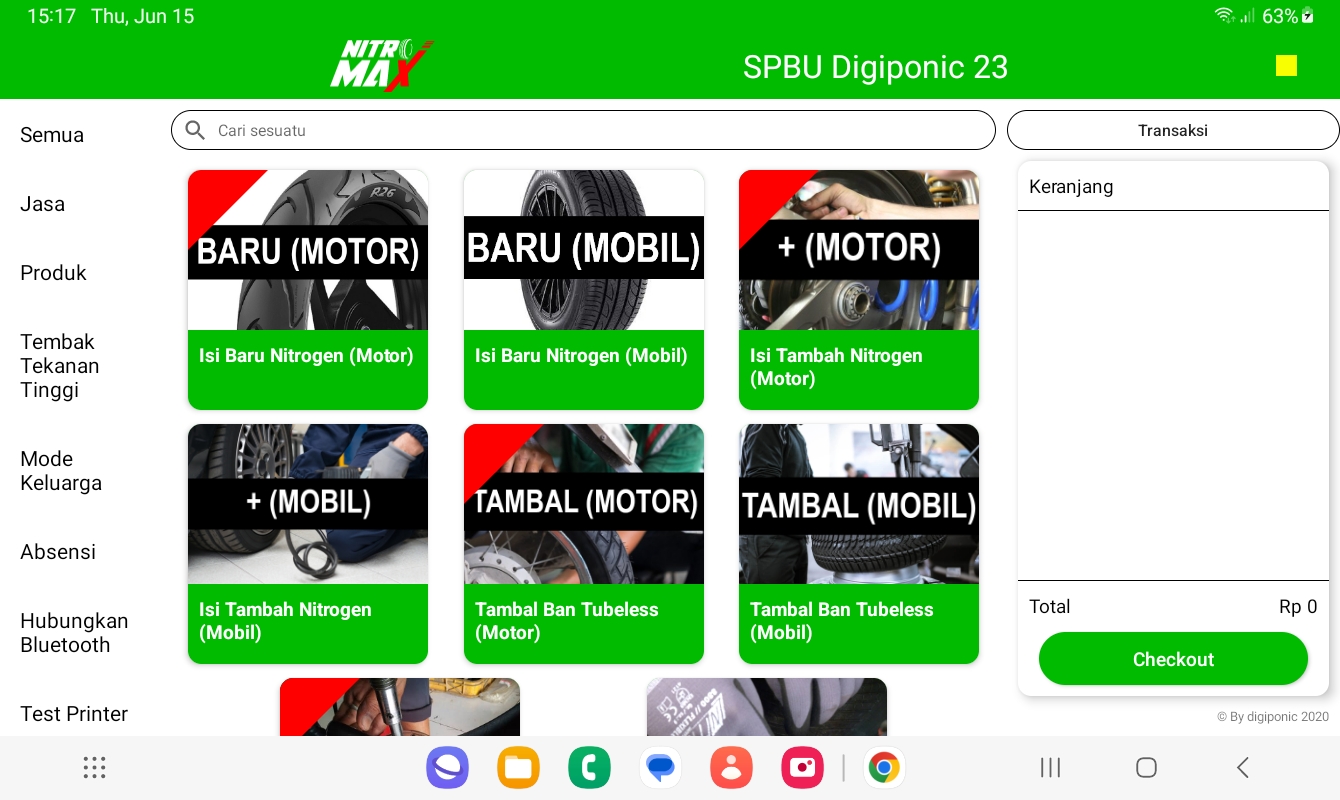 15:17 Thu, Jun 15
63%
NITRO
MAX
SPBU Digiponic 23
Semua
Jasa
Produk
Tembak
Tekanan
Tinggi
Mode
Keluarga
Absensi
Hubungkan
Bluetooth
Test Printer
Cari sesuatu
R26
BARU (MOTOR)
Isi Baru Nitrogen (Motor)
BARU (MOBIL)
Isi Baru Nitrogen (Mobil)
+ (MOTOR)
Isi Tambah Nitrogen
(Motor)
+ (MOBIL)
Isi Tambah Nitrogen
(Mobil)
TAMBAL (MOTOR)
Tambal Ban Tubeless
(Motor)
TAMBAL (MOBIL)
Tambal Ban Tubeless
(Mobil)
Transaksi
Keranjang
Total Rp 0
Checkout
© By digiponic 2020